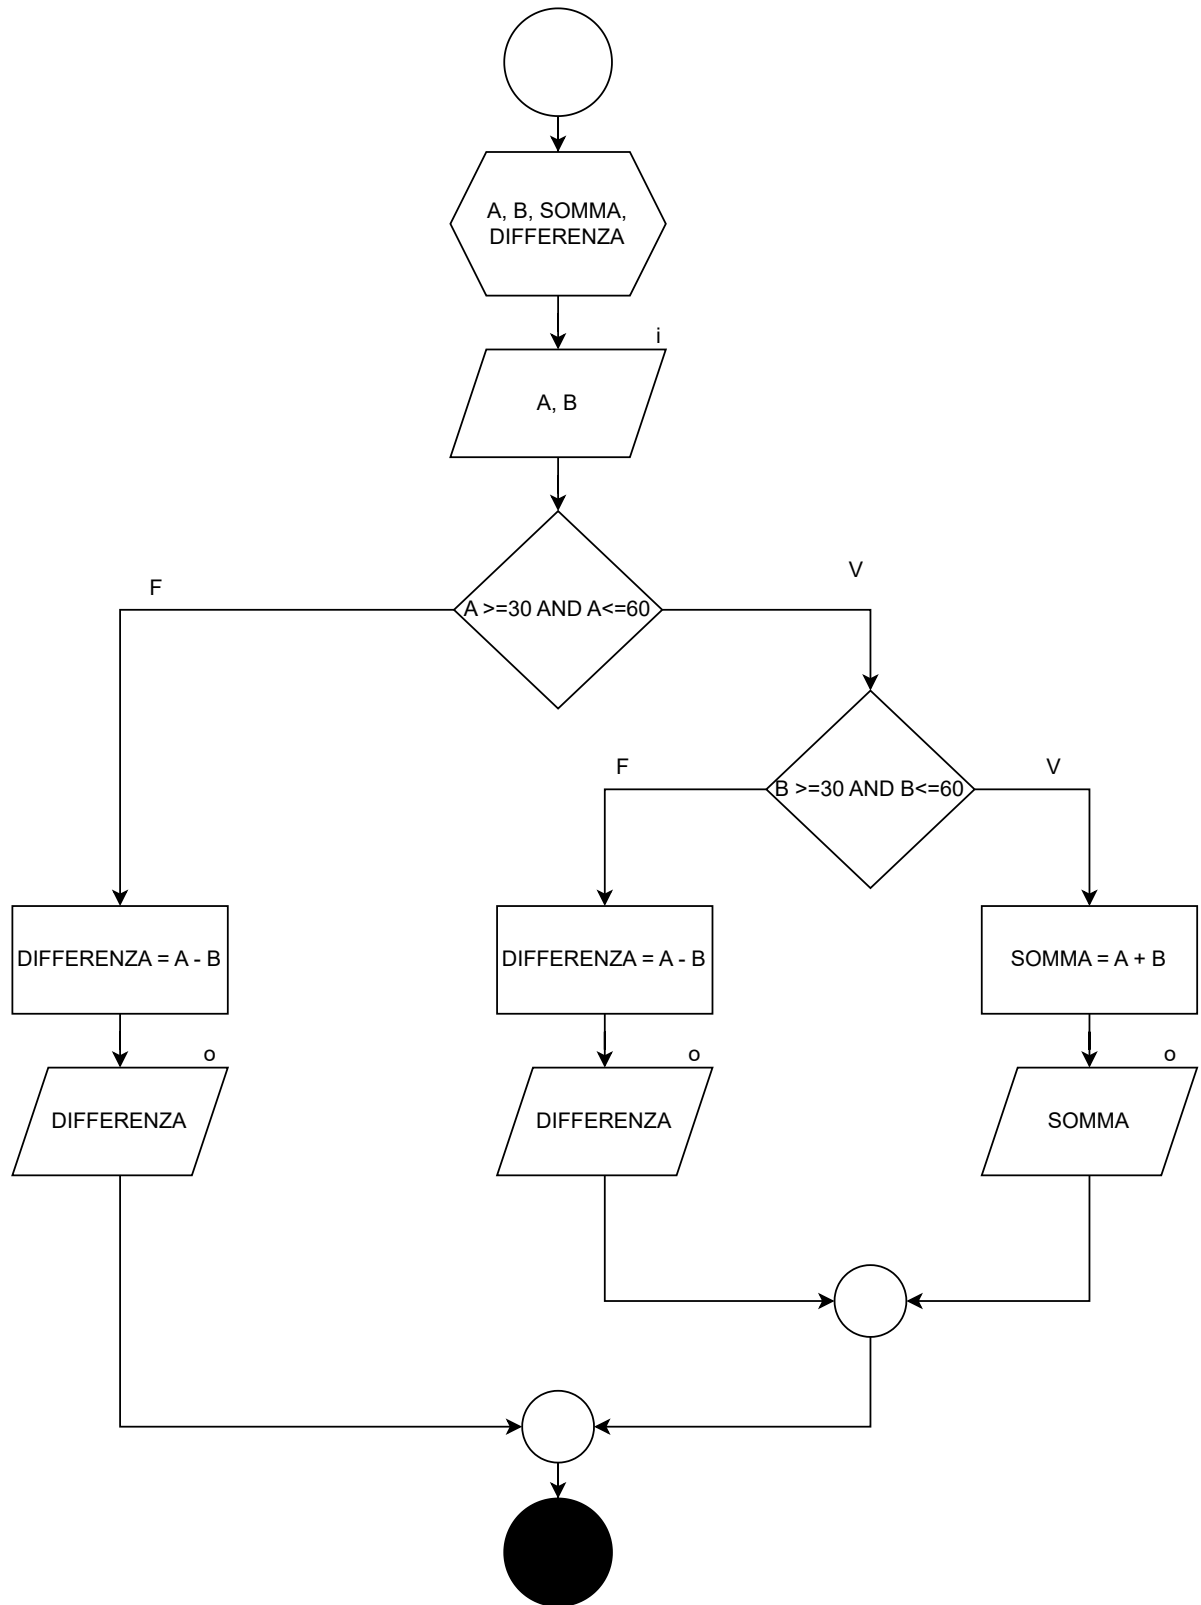 A, B, SOMMA,
DIFFERENZA
i
A, B
A >=30 AND A<=60
F
V
B >=30 AND B<=60
F
V
DIFFERENZA = A - B
DIFFERENZA = A - B
SOMMA = A + B
o
o
o
DIFFERENZA
DIFFERENZA
SOMMA